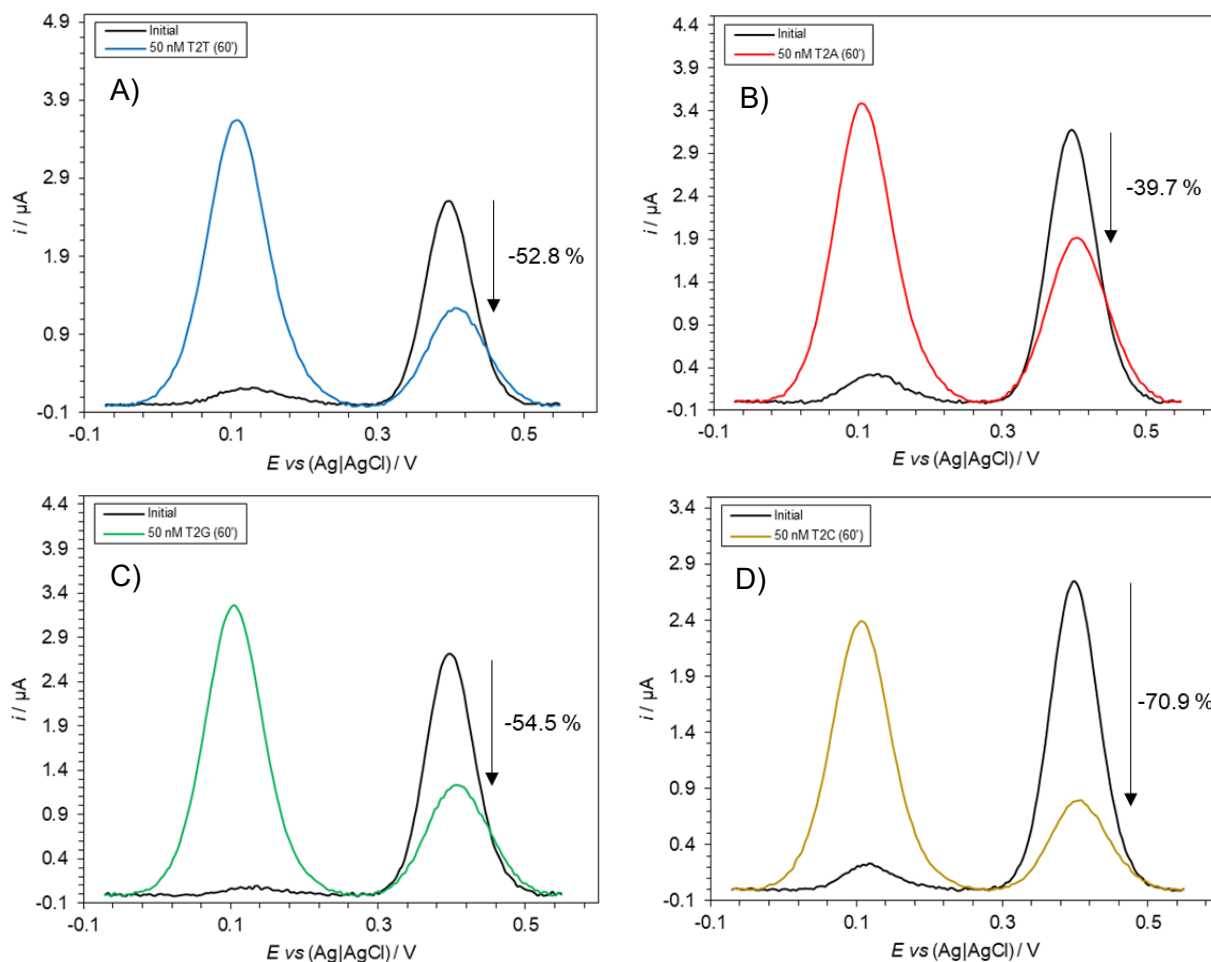 A)
Initial
50 nM T2T (60')
4.9
3.9
2.9
1.9
0.9
-0.1
i / µA
-52.8 %
-0.1 0.1 0.3 0.5
E vs (Ag|AgCl) / V
B)
Initial
50 nM T2A (60')
4.4
3.9
3.4
2.9
2.4
1.9
1.4
0.9
0.4
-0.1
i / µA
-39.7 %
-0.1 0.1 0.3 0.5
E vs (Ag|AgCl) / V
C)
Initial
50 nM T2G (60')
4.4
3.9
3.4
2.9
2.4
1.9
1.4
0.9
0.4
-0.1
i / µA
-54.5 %
-0.1 0.1 0.3 0.5
E vs (Ag|AgCl) / V
D)
Initial
50 nM T2C (60')
3.4
2.9
2.4
1.9
1.4
0.9
0.4
-0.1
i / µA
-70.9 %
-0.1 0.1 0.3 0.5
E vs (Ag|AgCl) / V